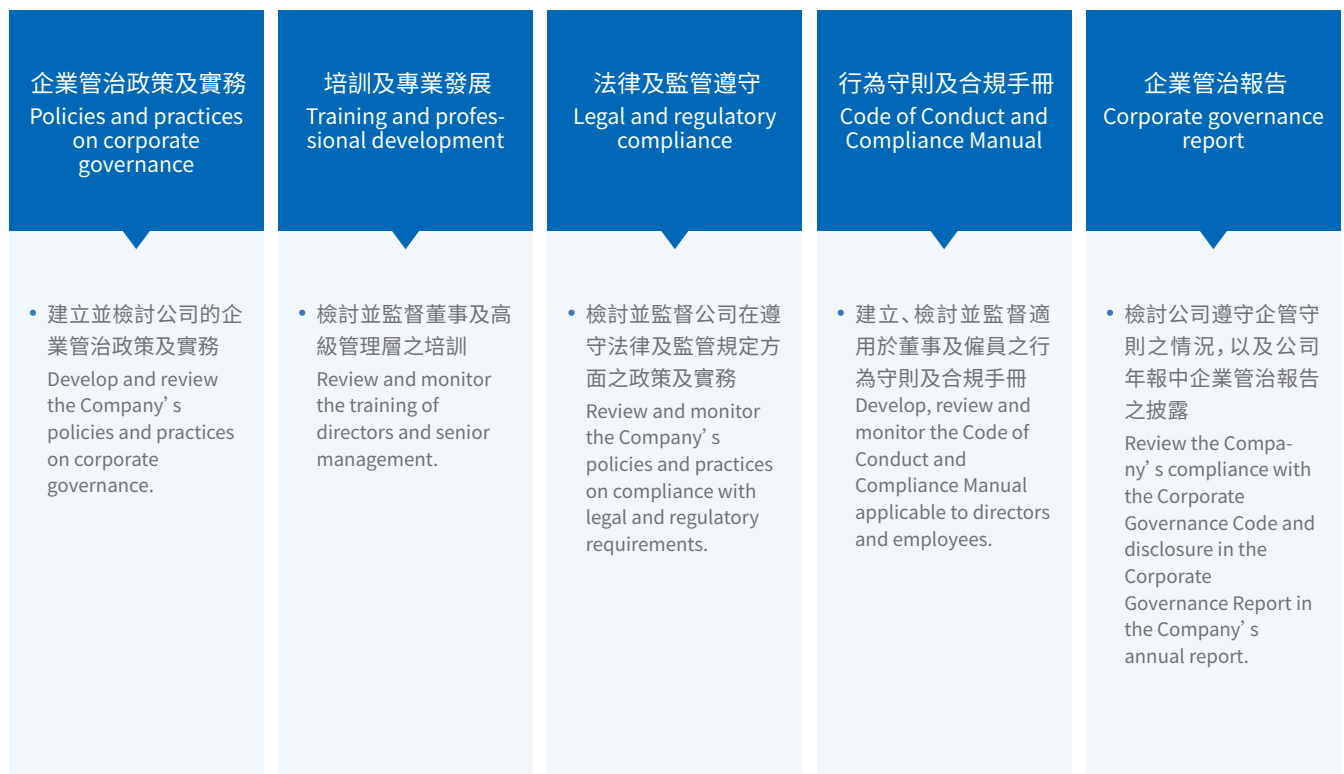 企業管治政策及實務
Policies and practices
on corporate
governance
培訓及專業發展
Training and profes-
sional development
法律及監管遵守
Legal and regulatory
compliance
行為守則及合規手冊
Code of Conduct and
Compliance Manual
企業管治報告
Corporate governance
report
• 建立並檢討公司的企
業管治政策及實務
Develop and review
the Company’s
policies and practices
on corporate
governance.
• 檢討並監督董事及高
級管理層之培訓
Review and monitor
the training of
directors and senior
management.
• 檢討並監督公司在遵
守法律及監管規定方
面之政策及實務
Review and monitor
the Company’s
policies and practices
on compliance with
legal and regulatory
requirements.
• 建立、檢討並監督適
用於董事及僱員之行
為守則及合規手冊
Develop, review and
monitor the Code of
Conduct and
Compliance Manual
applicable to directors
and employees.
• 檢討公司遵守企管守
則之情況，以及公司
年報中企業管治報告
之披露
Review the Compa-
ny’s compliance with
the Corporate
Governance Code and
disclosure in the
Corporate
Governance Report in
the Company’s
annual report.